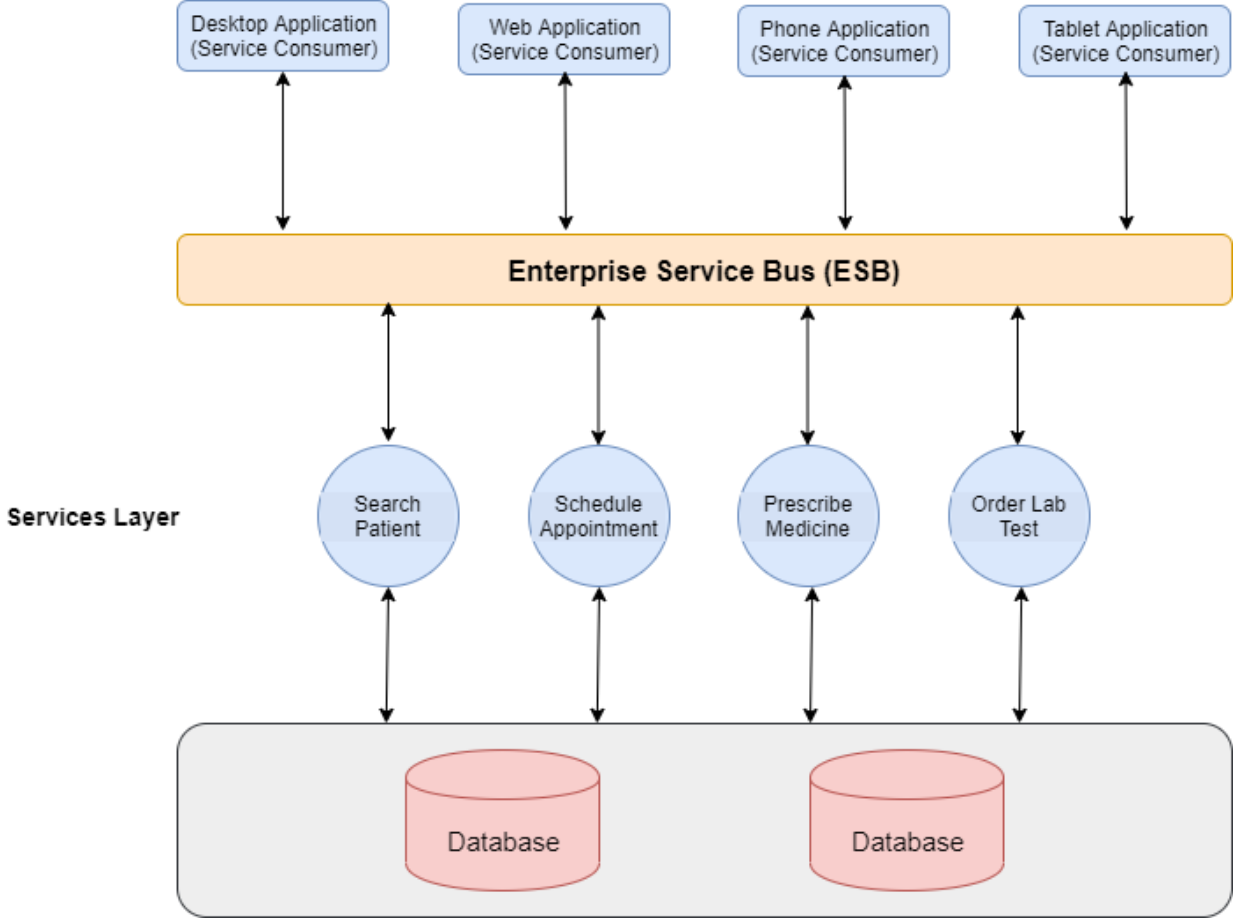 Desktop Application
(Service Consumer)
Web Application
(Service Consumer)
Phone Application
(Service Consumer)
Tablet Application
(Service Consumer)
Enterprise Service Bus (ESB)
Services Layer
Search
Patient
Schedule
Appointment
Prescribe
Medicine
Order Lab
Test
Database
Database